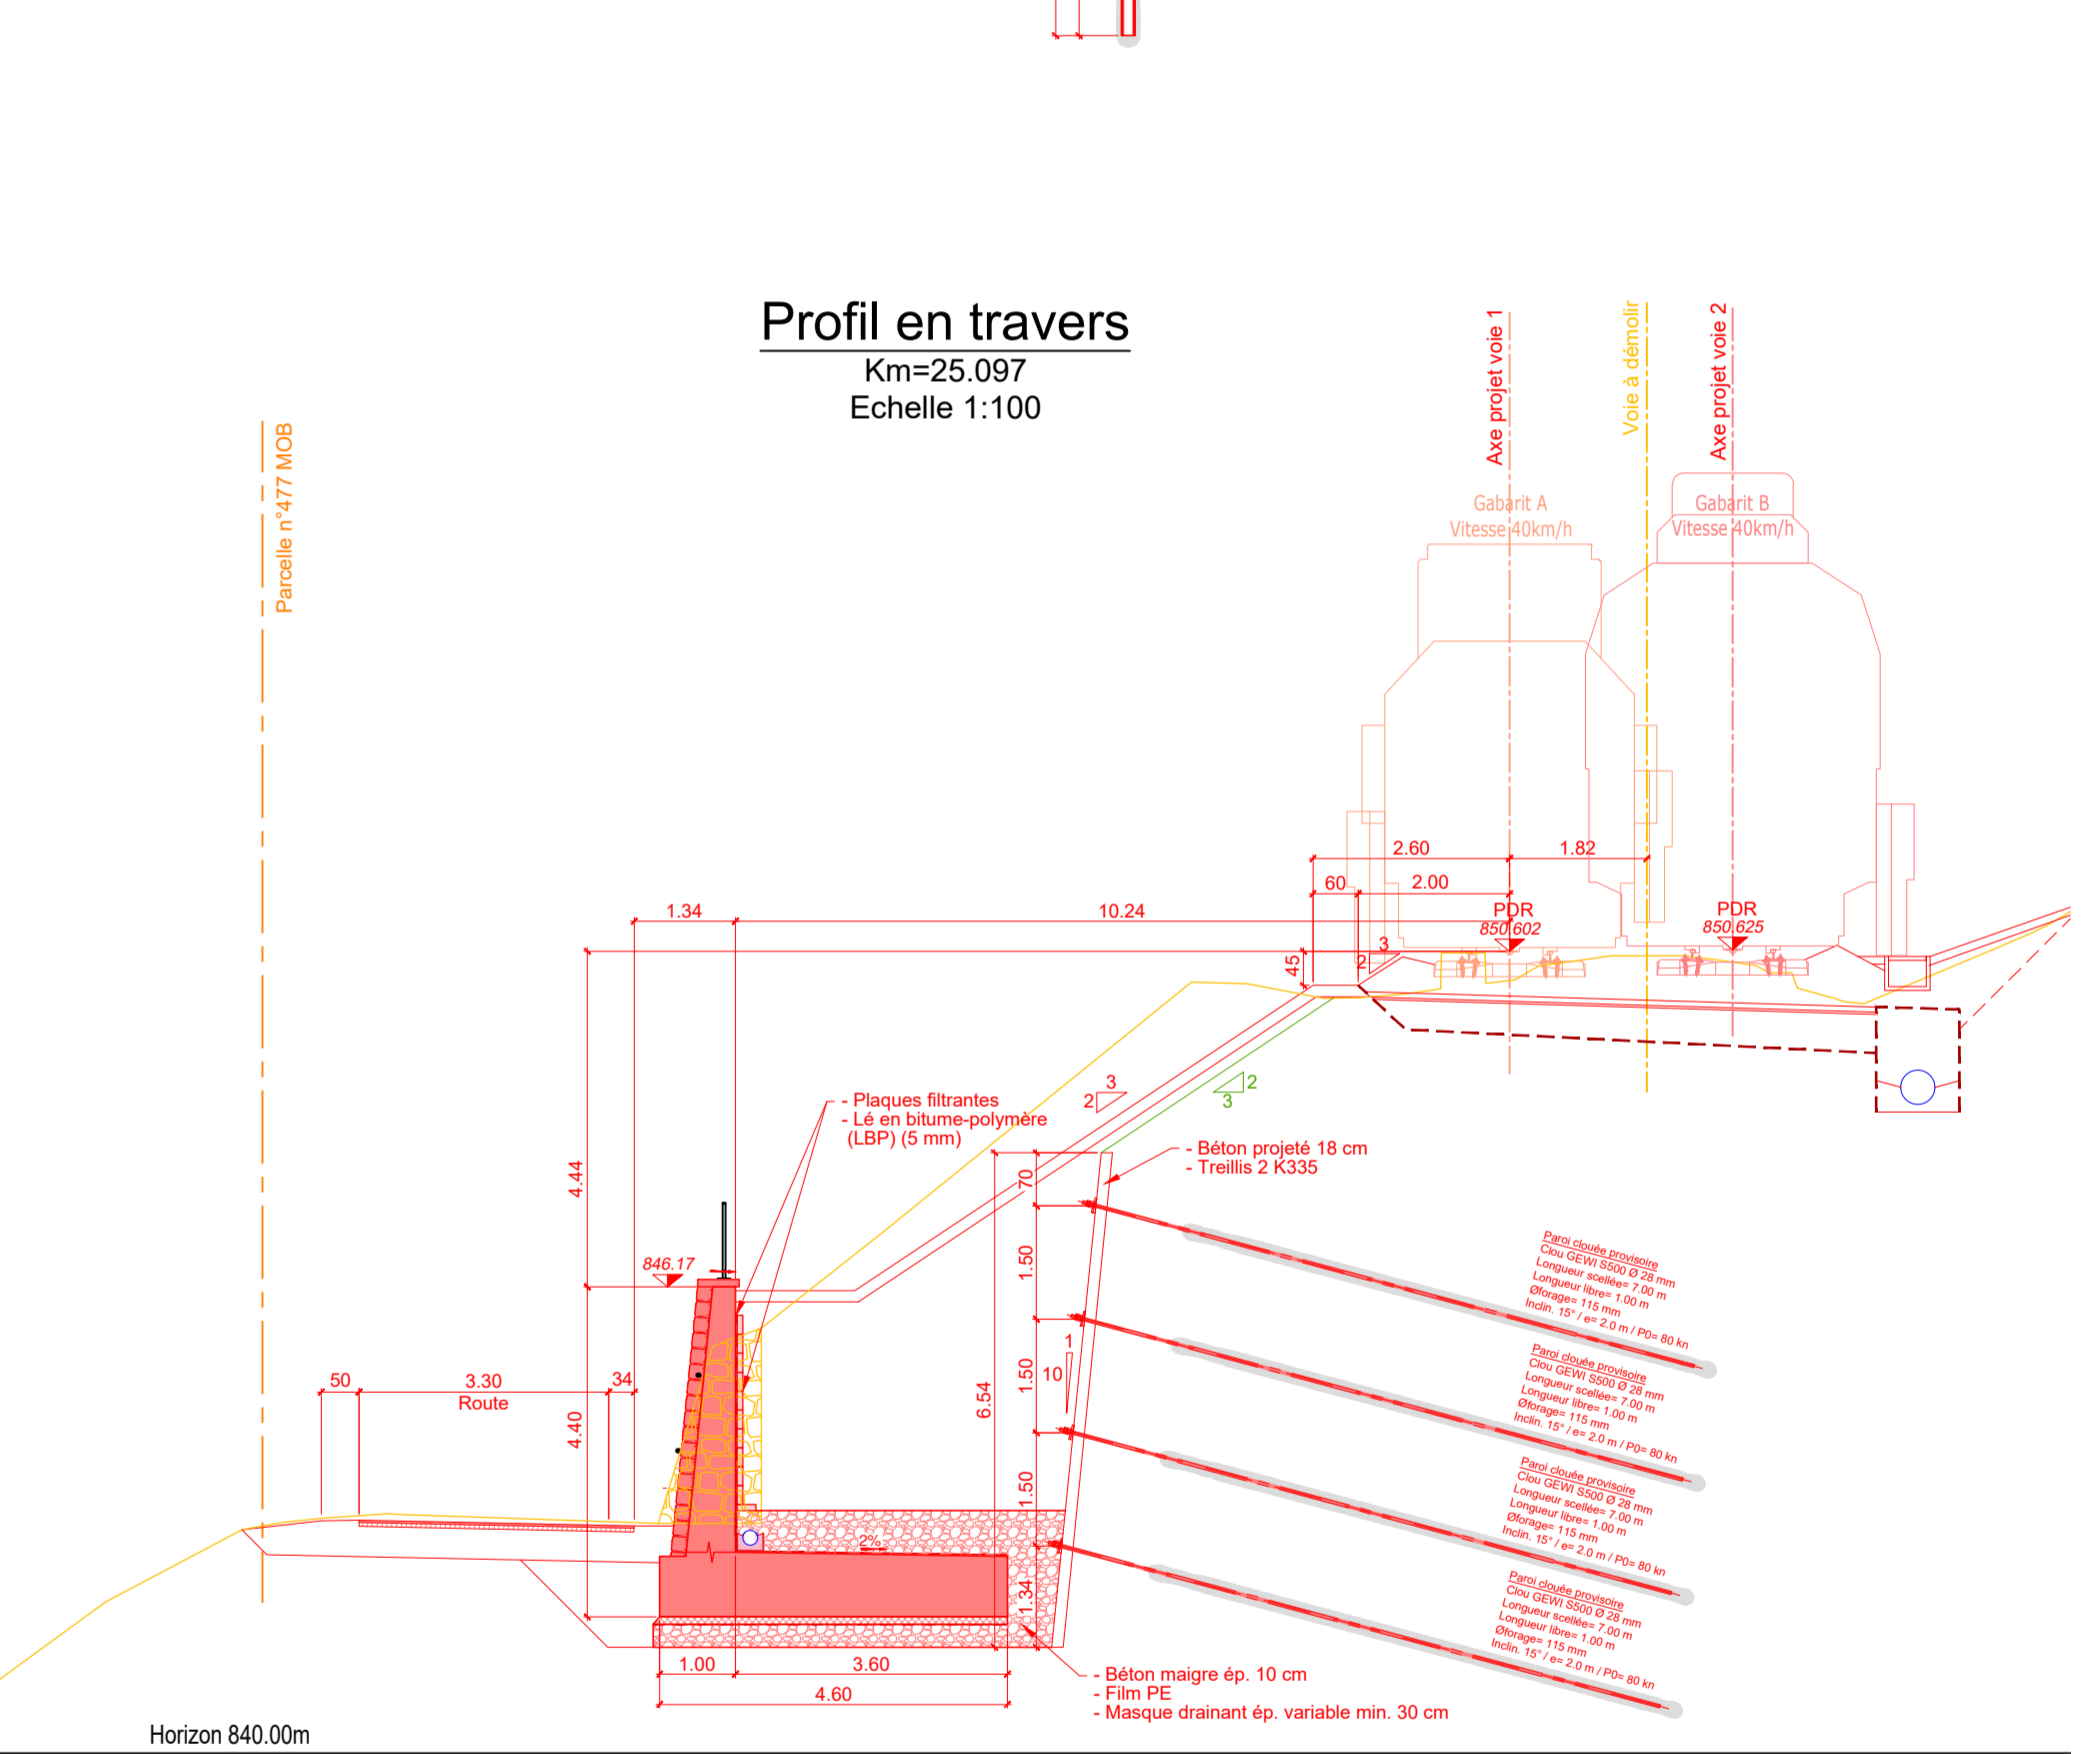 Profil en travers
Km=25.097
Echelle 1:100
Parcelle n°477 MOB
Axe projet voie 1
Voie à démolir
Axe projet voie 2
Gabarit A
Vitesse 40km/h
Gabarit B
Vitesse 40km/h
2.60
1.82
60
2.00
1.34
10.24
PDR
850.602
PDR
850.625
3
2
45
3
2
2
3
- Plaques filtrantes
- Lé en bitume-polymère
(LBP) (5 mm)
- Béton projeté 18 cm
- Treillis 2 K335
4.44
70
846.17
1.50
1
10
1.50
6.54
50
3.30
34
Route
4.40
1.50
2%
1.34
Paroi clouée provisoire
Clou GEWI S500 Ø 28 mm
Longueur scellée= 7.00 m
Longueur libre= 1.00 m
Øforage= 115 mm
Inclin. 15° / e= 2.0 m / P0= 80 kn
Paroi clouée provisoire
Clou GEWI S500 Ø 28 mm
Longueur scellée= 7.00 m
Longueur libre= 1.00 m
Øforage= 115 mm
Inclin. 15° / e= 2.0 m / P0= 80 kn
Paroi clouée provisoire
Clou GEWI S500 Ø 28 mm
Longueur scellée= 7.00 m
Longueur libre= 1.00 m
Øforage= 115 mm
Inclin. 15° / e= 2.0 m / P0= 80 kn
Paroi clouée provisoire
Clou GEWI S500 Ø 28 mm
Longueur scellée= 7.00 m
Longueur libre= 1.00 m
Øforage= 115 mm
Inclin. 15° / e= 2.0 m / P0= 80 kn
1.00
3.60
4.60
- Béton maigre ép. 10 cm
- Film PE
- Masque drainant ép. variable min. 30 cm
Horizon 840.00m